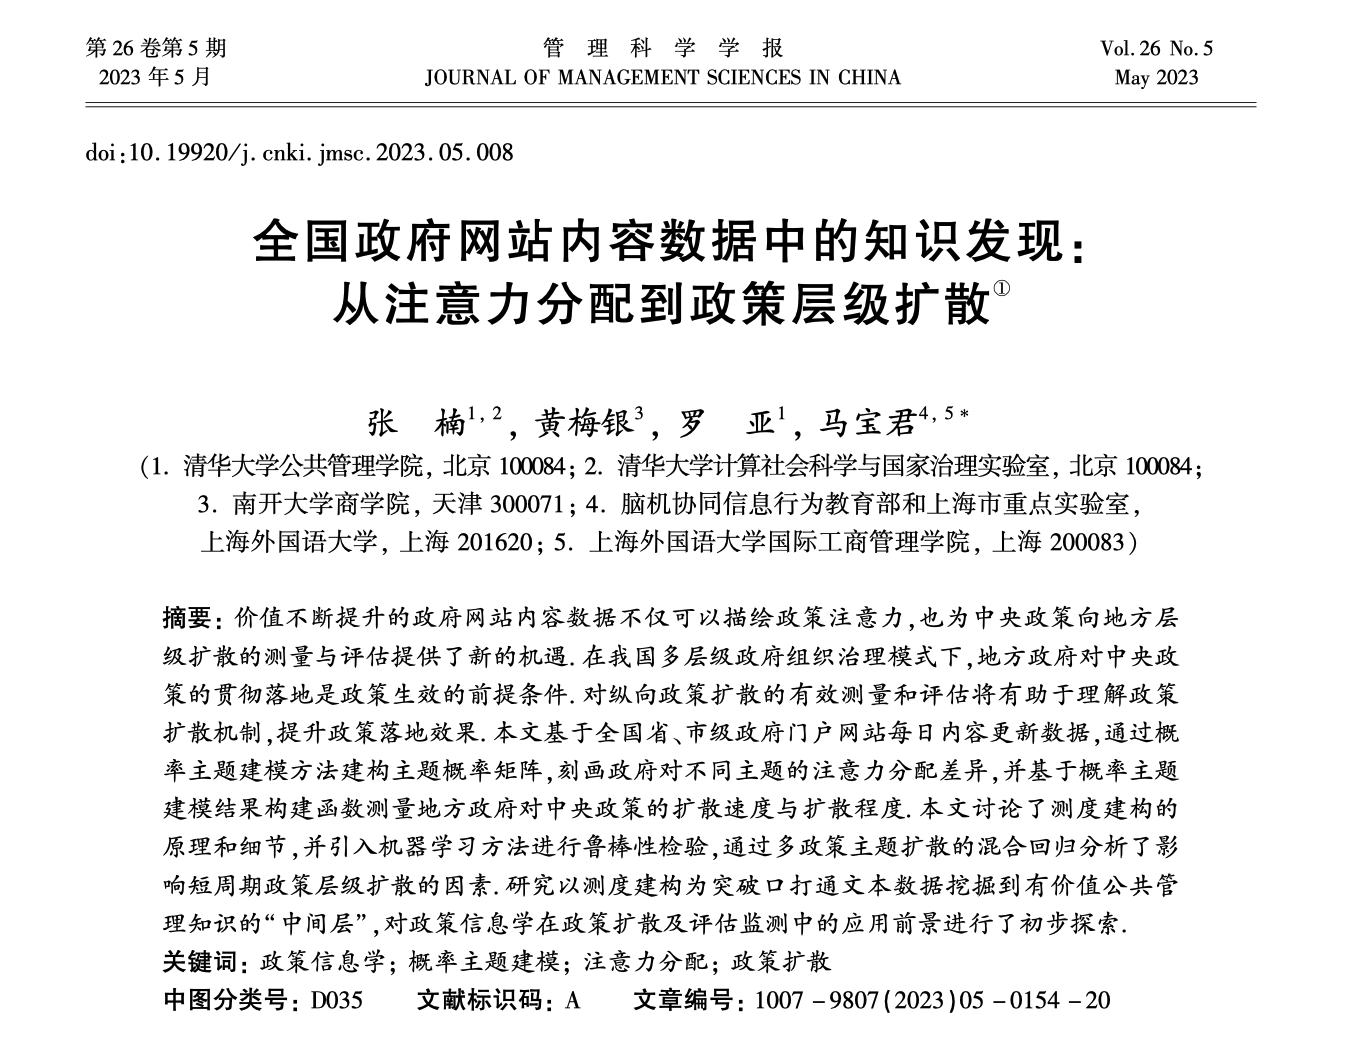 第 26 卷第 5 期
管 理 科 学 学 报
Vol. 26 No. 5
2023 年 5 月
JOURNAL OF MANAGEMENT SCIENCES IN CHINA
May 2023
doi:10.19920/j.cnki.jmsc.2023.05.008
全国政府网站内容数据中的知识发现:
从注意力分配到政策层级扩散①
张 楠1, 2, 黄梅银3, 罗 亚1, 马宝君4, 5 *
(1. 清华大学公共管理学院, 北京 100084; 2. 清华大学计算社会科学与国家治理实验室, 北京 100084;
3. 南开大学商学院, 天津 300071; 4. 脑机协同信息行为教育部和上海市重点实验室,
上海外国语大学, 上海 201620; 5. 上海外国语大学国际工商管理学院, 上海 200083)
摘要: 价值不断提升的政府网站内容数据不仅可以描绘政策注意力,也为中央政策向地方层
级扩散的测量与评估提供了新的机遇. 在我国多层级政府组织治理模式下,地方政府对中央政
策的贯彻落地是政策生效的前提条件. 对纵向政策扩散的有效测量和评估将有助于理解政策
扩散机制,提升政策落地效果. 本文基于全国省、市级政府门户网站每日内容更新数据,通过概
率主题建模方法建构主题概率矩阵,刻画政府对不同主题的注意力分配差异,并基于概率主题
建模结果构建函数测量地方政府对中央政策的扩散速度与扩散程度. 本文讨论了测度建构的
原理和细节,并引入机器学习方法进行鲁棒性检验,通过多政策主题扩散的混合回归分析了影
响短周期政策层级扩散的因素. 研究以测度建构为突破口打通文本数据挖掘到有价值公共管
理知识的“中间层”,对政策信息学在政策扩散及评估监测中的应用前景进行了初步探索.
关键词: 政策信息学; 概率主题建模; 注意力分配; 政策扩散
中图分类号: D035 文献标识码: A 文章编号: 1007 - 9807(2023)05 - 0154 - 20